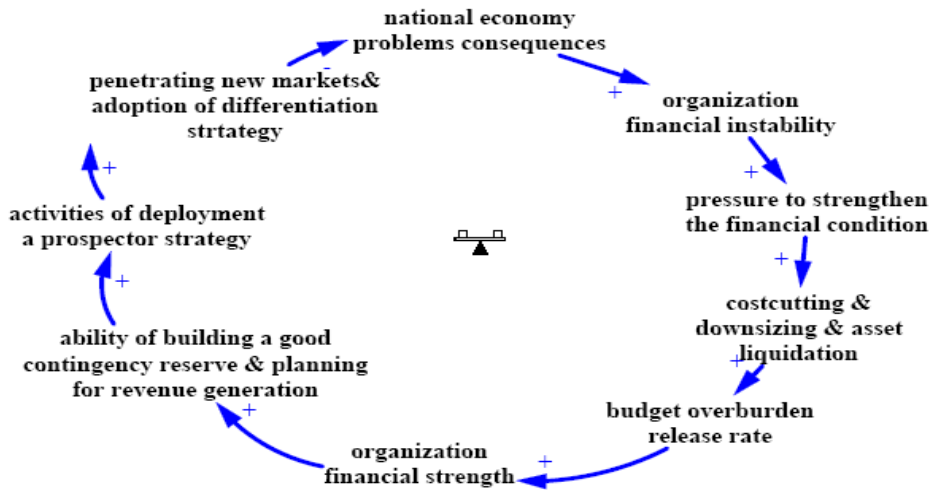 national economy
problems consequences
+
organization
financial instability
+
pressure to strengthen
the financial condition
+
costcutting &
downsizing & asset
liquidation
+
budget overburden
release rate
+
organization
financial strength
+
ability of building a good
contingency reserve & planning
for revenue generation
+
activities of deployment
a prospector strategy
+
penetrating new markets&
adoption of differentiation
strtategy
-